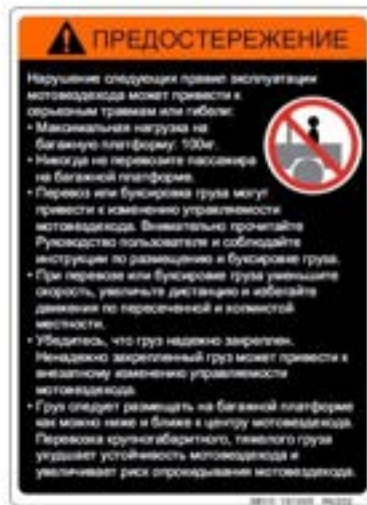 ПРЕДОСТЕРЕЖЕНИЕ
Нарушение следующих правил эксплуатации
мотовездехода может привести к
серьезным травмам или гибели:
• Максимальная нагрузка на
багажную платформу: 100кг.
• Никогда не перевозите пассажира
на багажной платформе.
• Перевоз или буксировка груза могут
привести к изменению управляемости
мотовездехода. Внимательно прочитайте
Руководство пользователя и соблюдайте
инструкции по размещению и буксировке груза.
• При перевозе или буксировке груза уменьшите
скорость, увеличьте дистанцию и избегайте
движения по пересеченной и холмистой
местности.
• Убедитесь, что груз надежно закреплен.
Ненадежно закрепленный груз может привести к
внезапному изменению управляемости
мотовездехода.
• Груз следует размещать на багажной платформе
как можно ниже и ближе к центру мотовездехода.
Перевозка крупногабаритного, тяжелого груза
ухудшает устойчивость мотовездехода и
увеличивает риск опрокидывания мотовездехода.